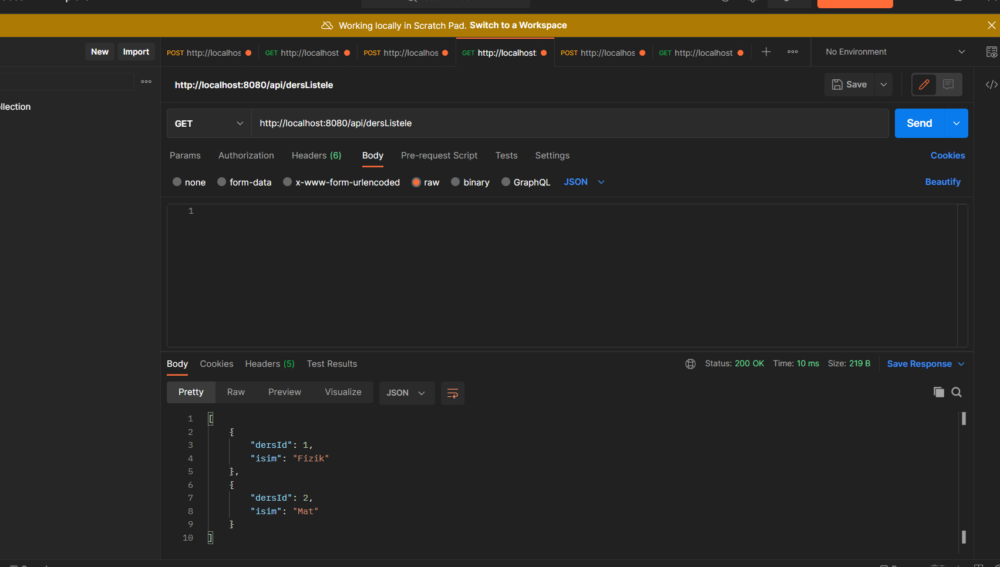 Working locally in Scratch Pad. Switch to a Workspace
New Import
POST http://localhos GET http://localhost POST http://localhos GET http://localhost: POST http://localhos GET http://localhost No Environment
http://localhost:8080/api/dersListele Save
llection
GET http://localhost:8080/api/dersListele Send
Params Authorization Headers (6) Body Pre-request Script Tests Settings Cookies
none form-data x-www-form-urlencoded raw binary GraphQL JSON Beautify
1
Body Cookies Headers (5) Test Results Status: 200 OK Time: 10 ms Size: 219 B Save Response
Pretty Raw Preview Visualize JSON
1 [
2 {
3 "dersId": 1,
4 "isim": "Fizik"
5 },
6 {
7 "dersId": 2,
8 "isim": "Mat"
9 }
10 ]